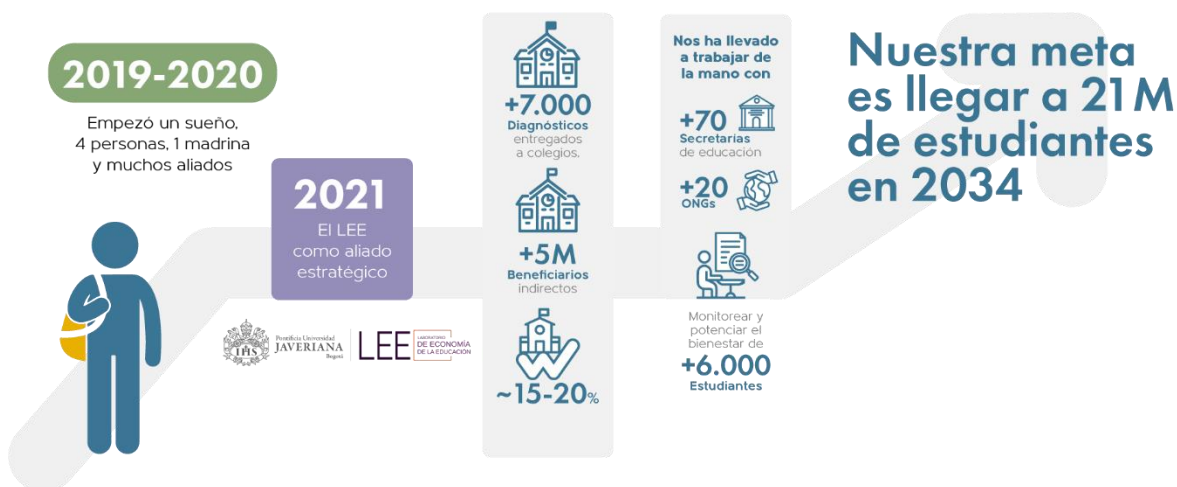 2019-2020
Empezó un sueño,
4 personas, 1 madrina
y muchos aliados
2021
El LEE
como aliado
estratégico
Pontificia Universidad
JAVERIANA
Bogotá
IHS
LEE
LABORATORIO
DE ECONOMÍA
DE LA EDUCACIÓN
+7.000
Diagnósticos
entregados
a colegios.
+5M
Beneficiarios
indirectos
~15-20%
Nos ha llevado
a trabajar de
la mano con
+70
Secretarías
de educación
+20
ONGs
Monitorear y
potenciar el
bienestar de
+6.000
Estudiantes
Nuestra meta
es llegar a 21M
de estudiantes
en 2034